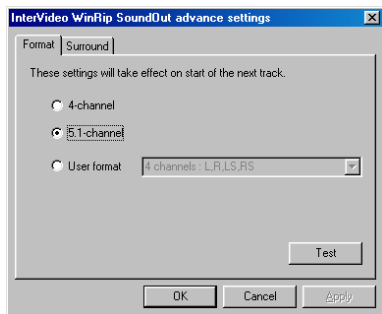 InterVideo WinRip SoundOut advance settings
Format Surround
These settings will take effect on start of the next track.
4-channel
5.1-channel
User format 4 channels : L,R,LS,RS
Test
OK Cancel Apply